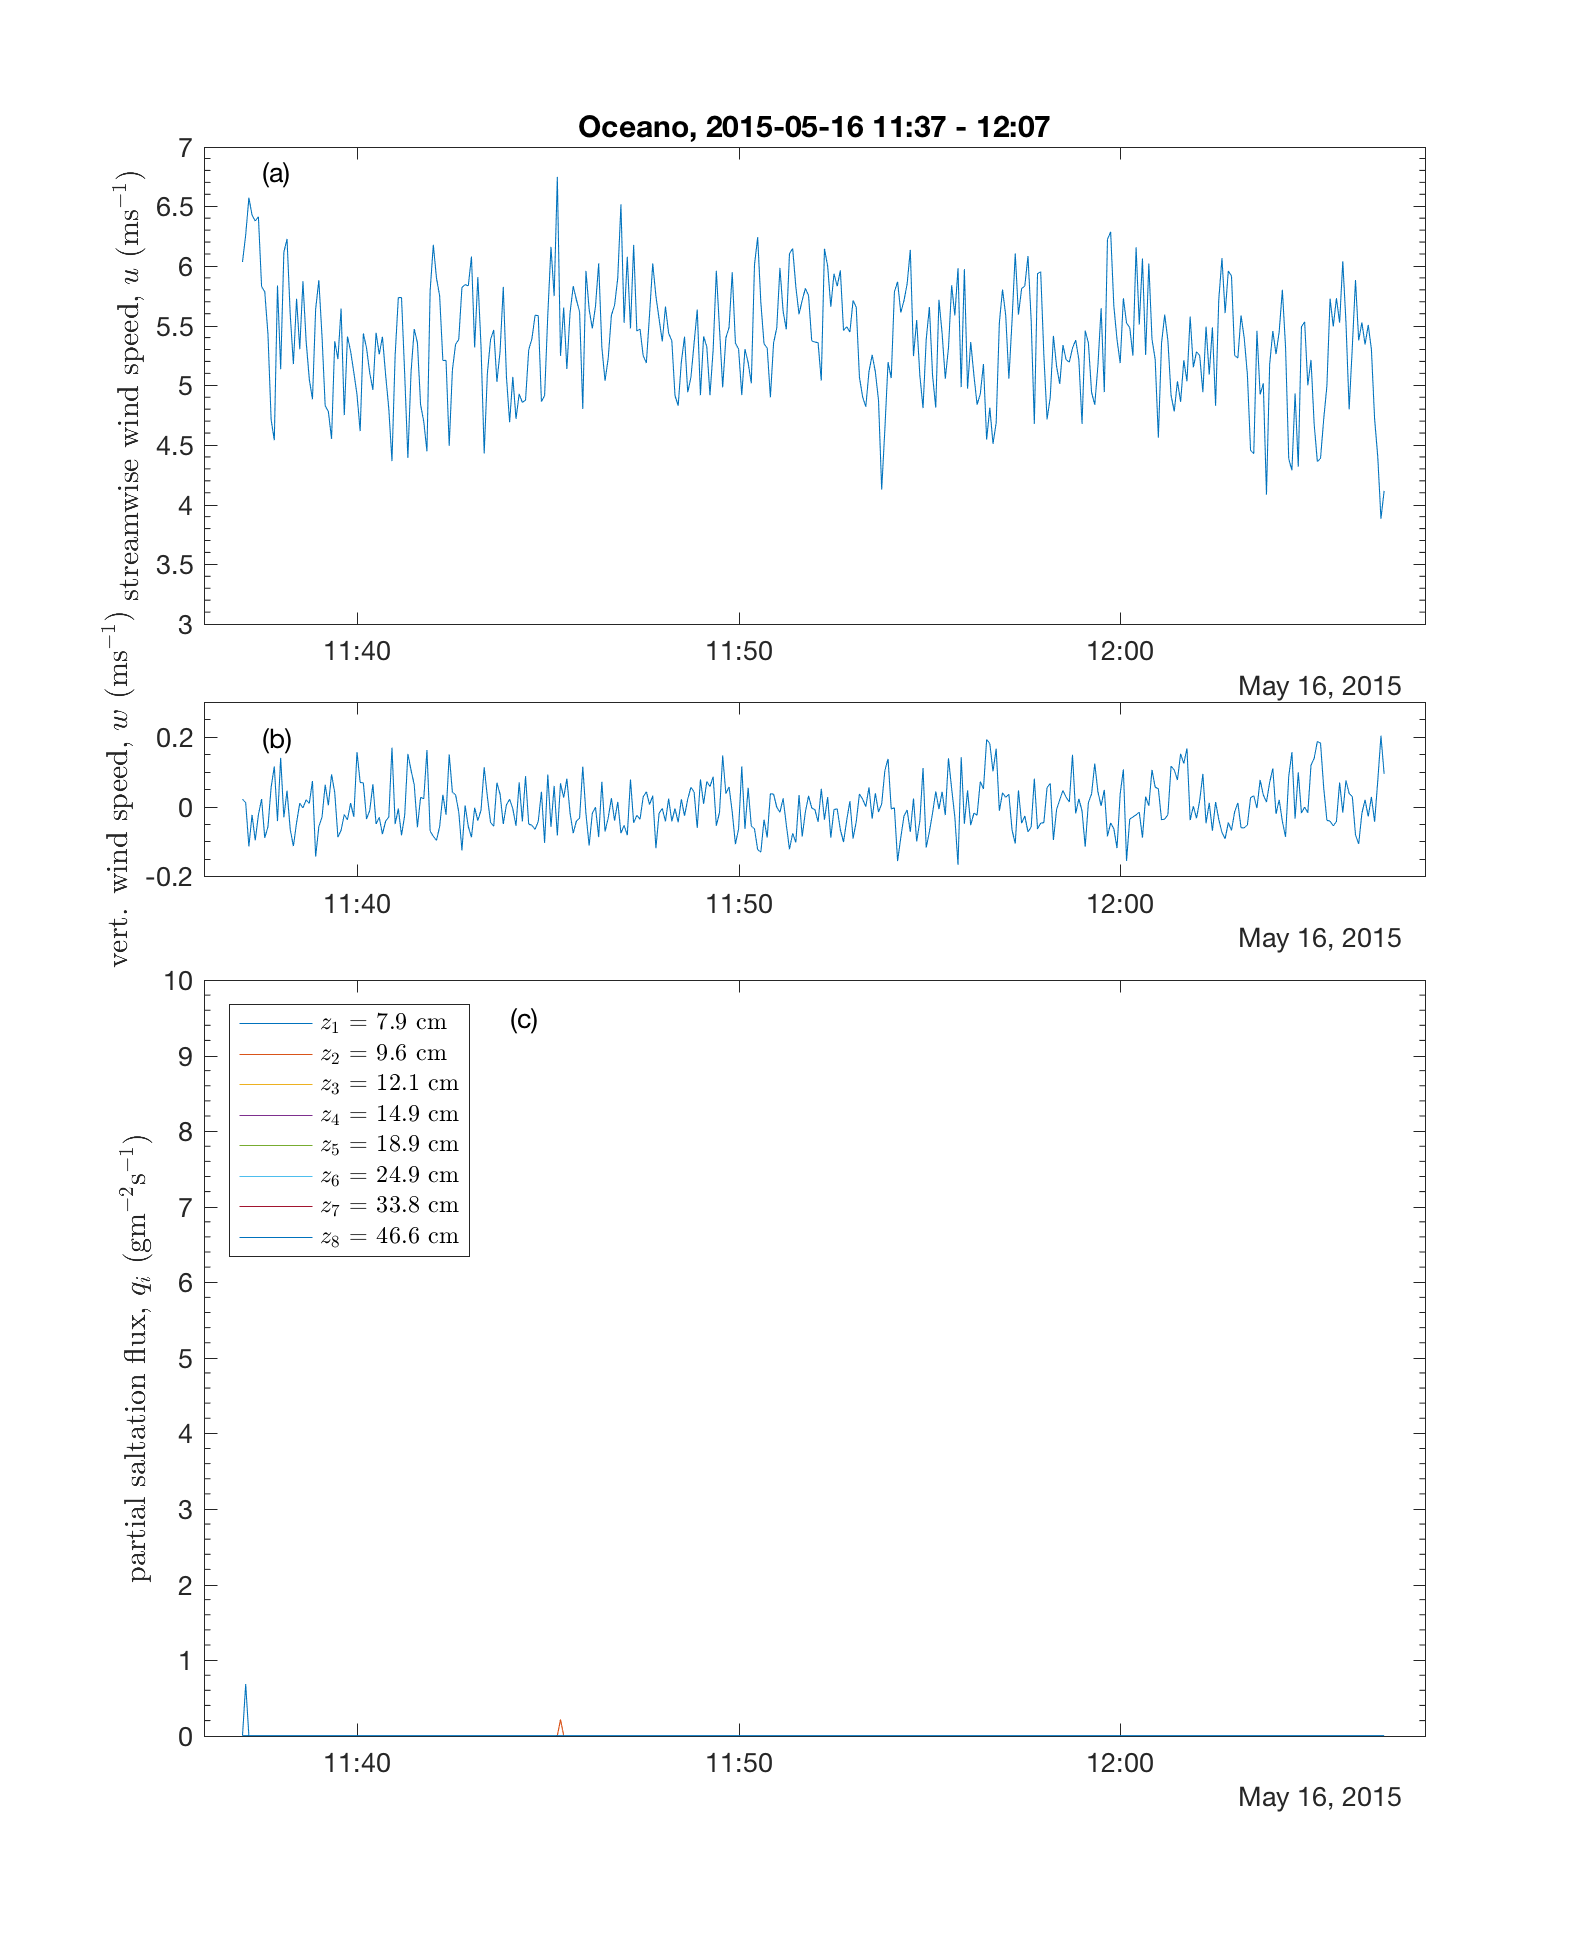 Oceano, 2015-05-16 11:37 - 12:07
streamwise wind speed, u (ms⁻¹)
7
6.5
6
5.5
5
4.5
4
3.5
3
(a)
11:40 11:50 12:00
May 16, 2015
vert. wind speed, w (ms⁻¹)
0.2
0
-0.2
(b)
11:40 11:50 12:00
May 16, 2015
partial saltation flux, qᵢ (gm⁻²s⁻¹)
10
9
8
7
6
5
4
3
2
1
0
z₁ = 7.9 cm
z₂ = 9.6 cm
z₃ = 12.1 cm
z₄ = 14.9 cm
z₅ = 18.9 cm
z₆ = 24.9 cm
z₇ = 33.8 cm
z₈ = 46.6 cm
(c)
11:40 11:50 12:00
May 16, 2015